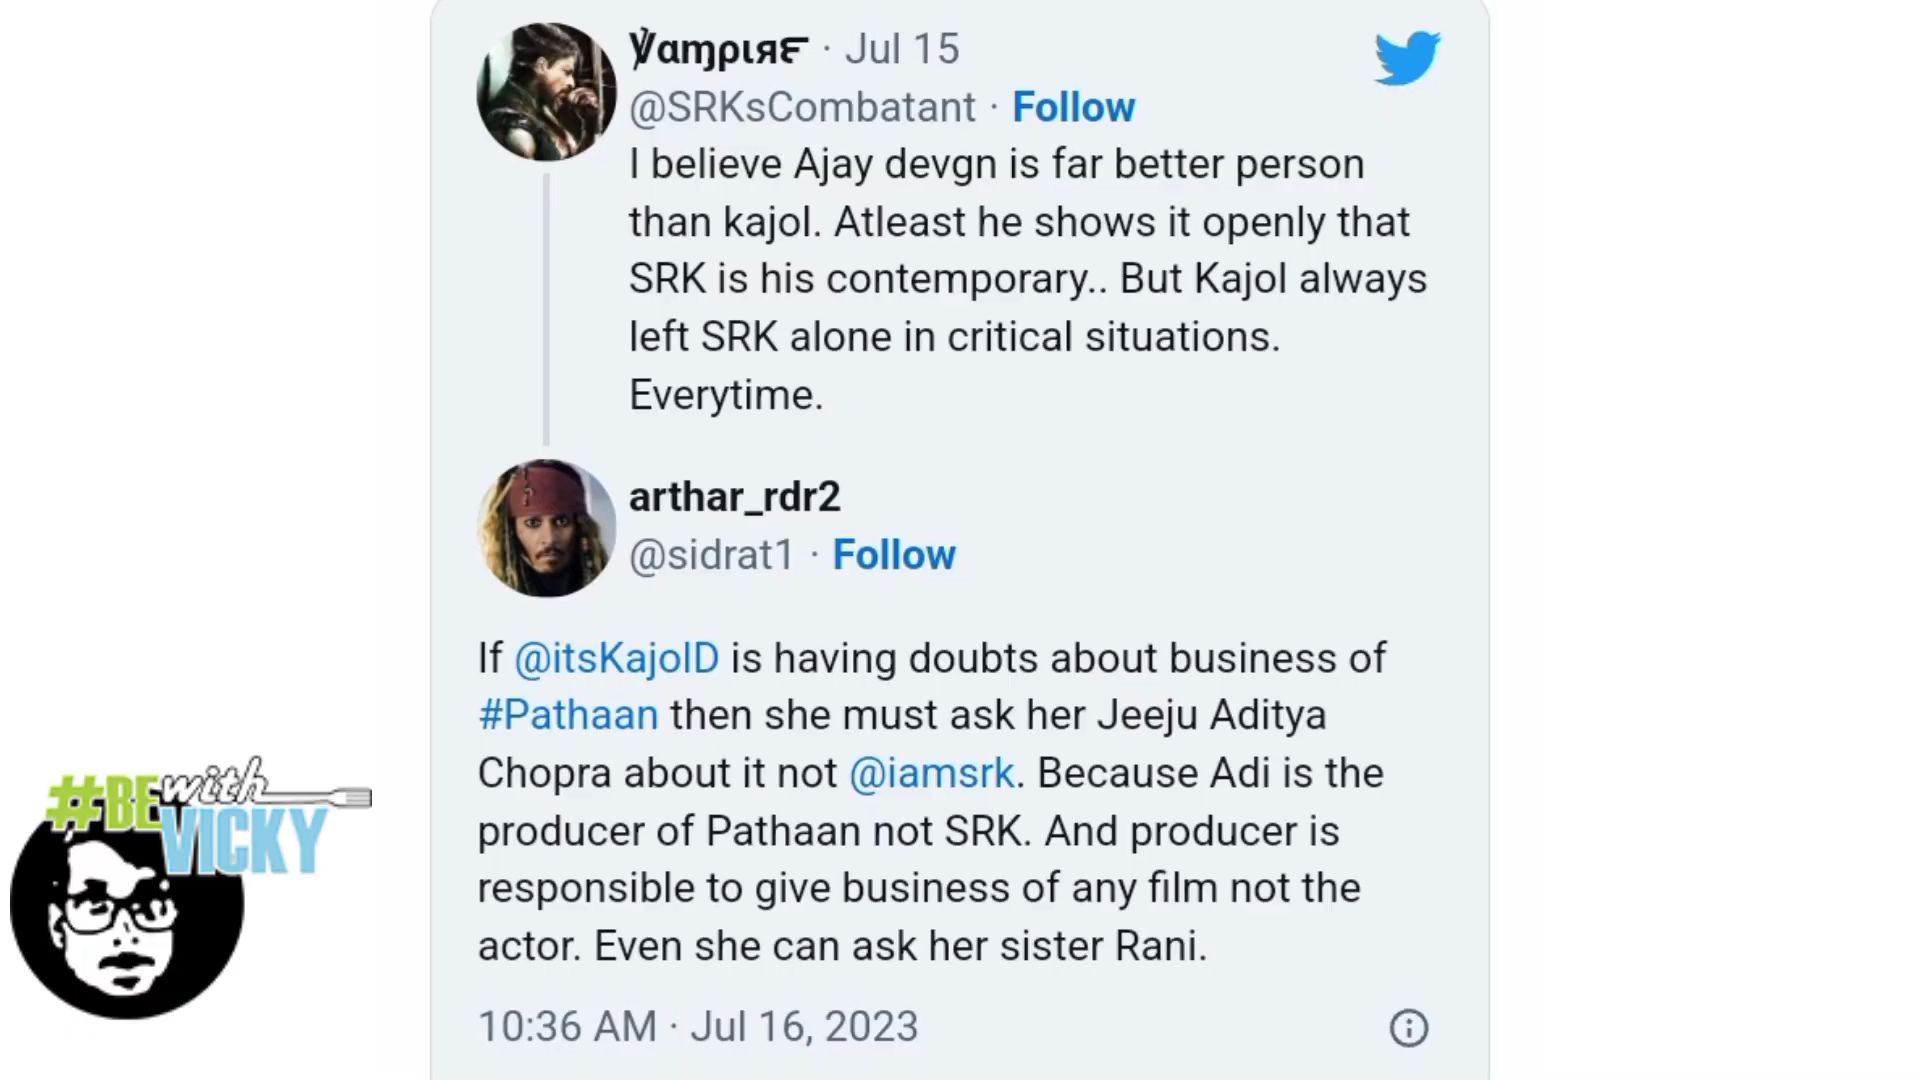 Ѵαɱριяꜰ · Jul 15
@SRKsCombatant · Follow
I believe Ajay devgn is far better person
than kajol. Atleast he shows it openly that
SRK is his contemporary.. But Kajol always
left SRK alone in critical situations.
Everytime.
arthar_rdr2
@sidrat1 · Follow
If @itsKajolD is having doubts about business of
#Pathaan then she must ask her Jeeju Aditya
Chopra about it not @iamsrk. Because Adi is the
producer of Pathaan not SRK. And producer is
responsible to give business of any film not the
actor. Even she can ask her sister Rani.
10:36 AM · Jul 16, 2023
#BE with
VICKY